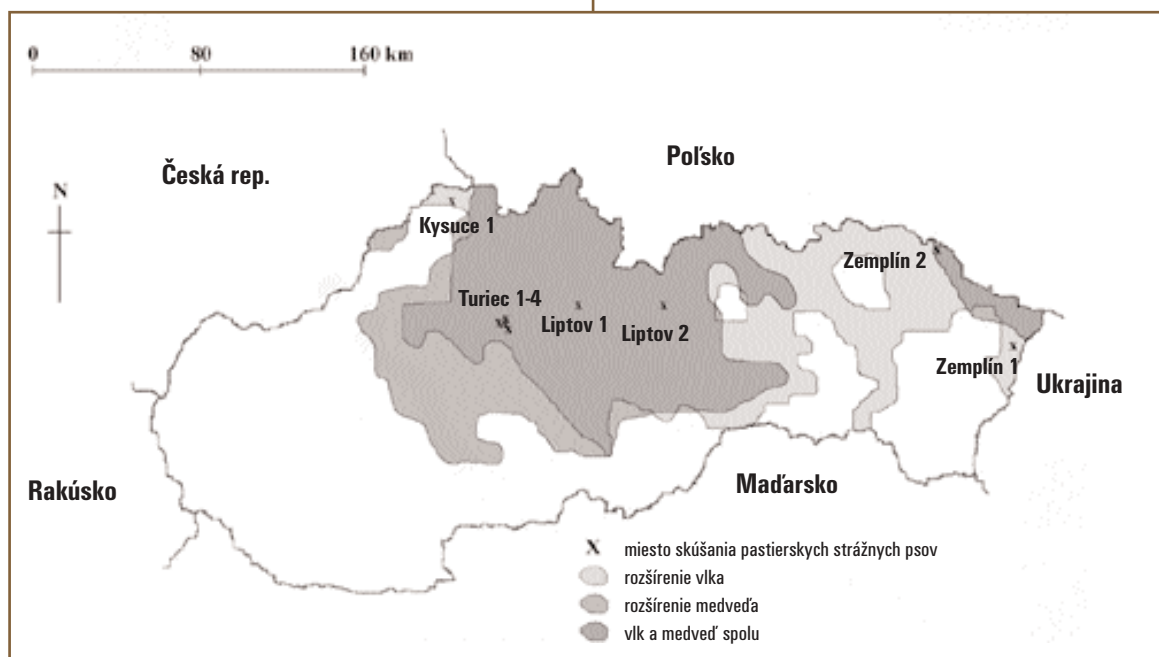 0 80 160 km
Poľsko
Česká rep.
N
Kysuce 1
Zemplín 2
Turiec 1-4
Liptov 1
Liptov 2
Zemplín 1
Ukrajina
Maďarsko
Rakúsko
X miesto skúšania pastierskych strážnych psov
rozšírenie vlka
rozšírenie medveďa
vlk a medveď spolu